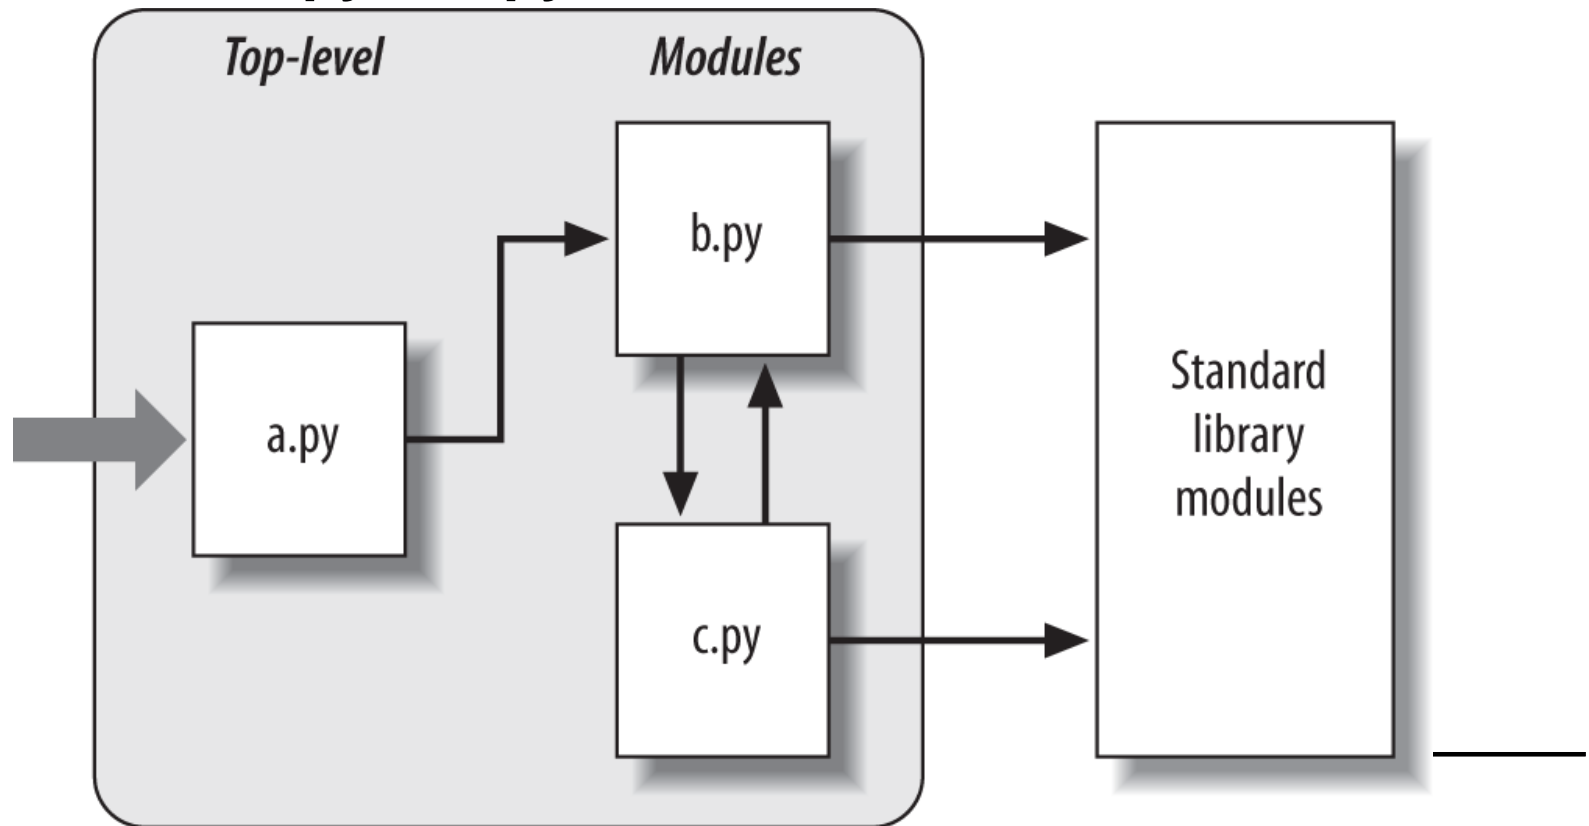 Top-level
Modules
b.py
a.py
c.py
Standard
library
modules